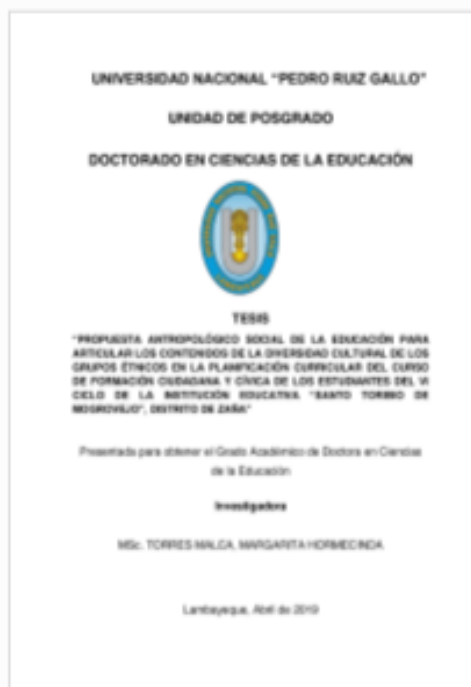 UNIVERSIDAD NACIONAL "PEDRO RUIZ GALLO"
UNIDAD DE POSGRADO
DOCTORADO EN CIENCIAS DE LA EDUCACIÓN
TESIS
"PROPUESTA ANTROPOLÓGICO SOCIAL DE LA EDUCACIÓN PARA
ARTICULAR LOS CONTENIDOS DE LA DIVERSIDAD CULTURAL DE LOS
GRUPOS ÉTNICOS EN LA PLANIFICACIÓN CURRICULAR DEL CURSO
DE FORMACIÓN CIUDADANA Y CÍVICA DE LOS ESTUDIANTES DEL VI
CICLO DE LA INSTITUCIÓN EDUCATIVA "SANTO TORIBIO DE
MOGROVEJO", DISTRITO DE ZAÑA"
Presentada para obtener el Grado Académico de Doctora en Ciencias
de la Educación
Investigadora
MSc. TORRES MALCA, MARGARITA HORMECINDA
Lambayeque, Abril de 2019